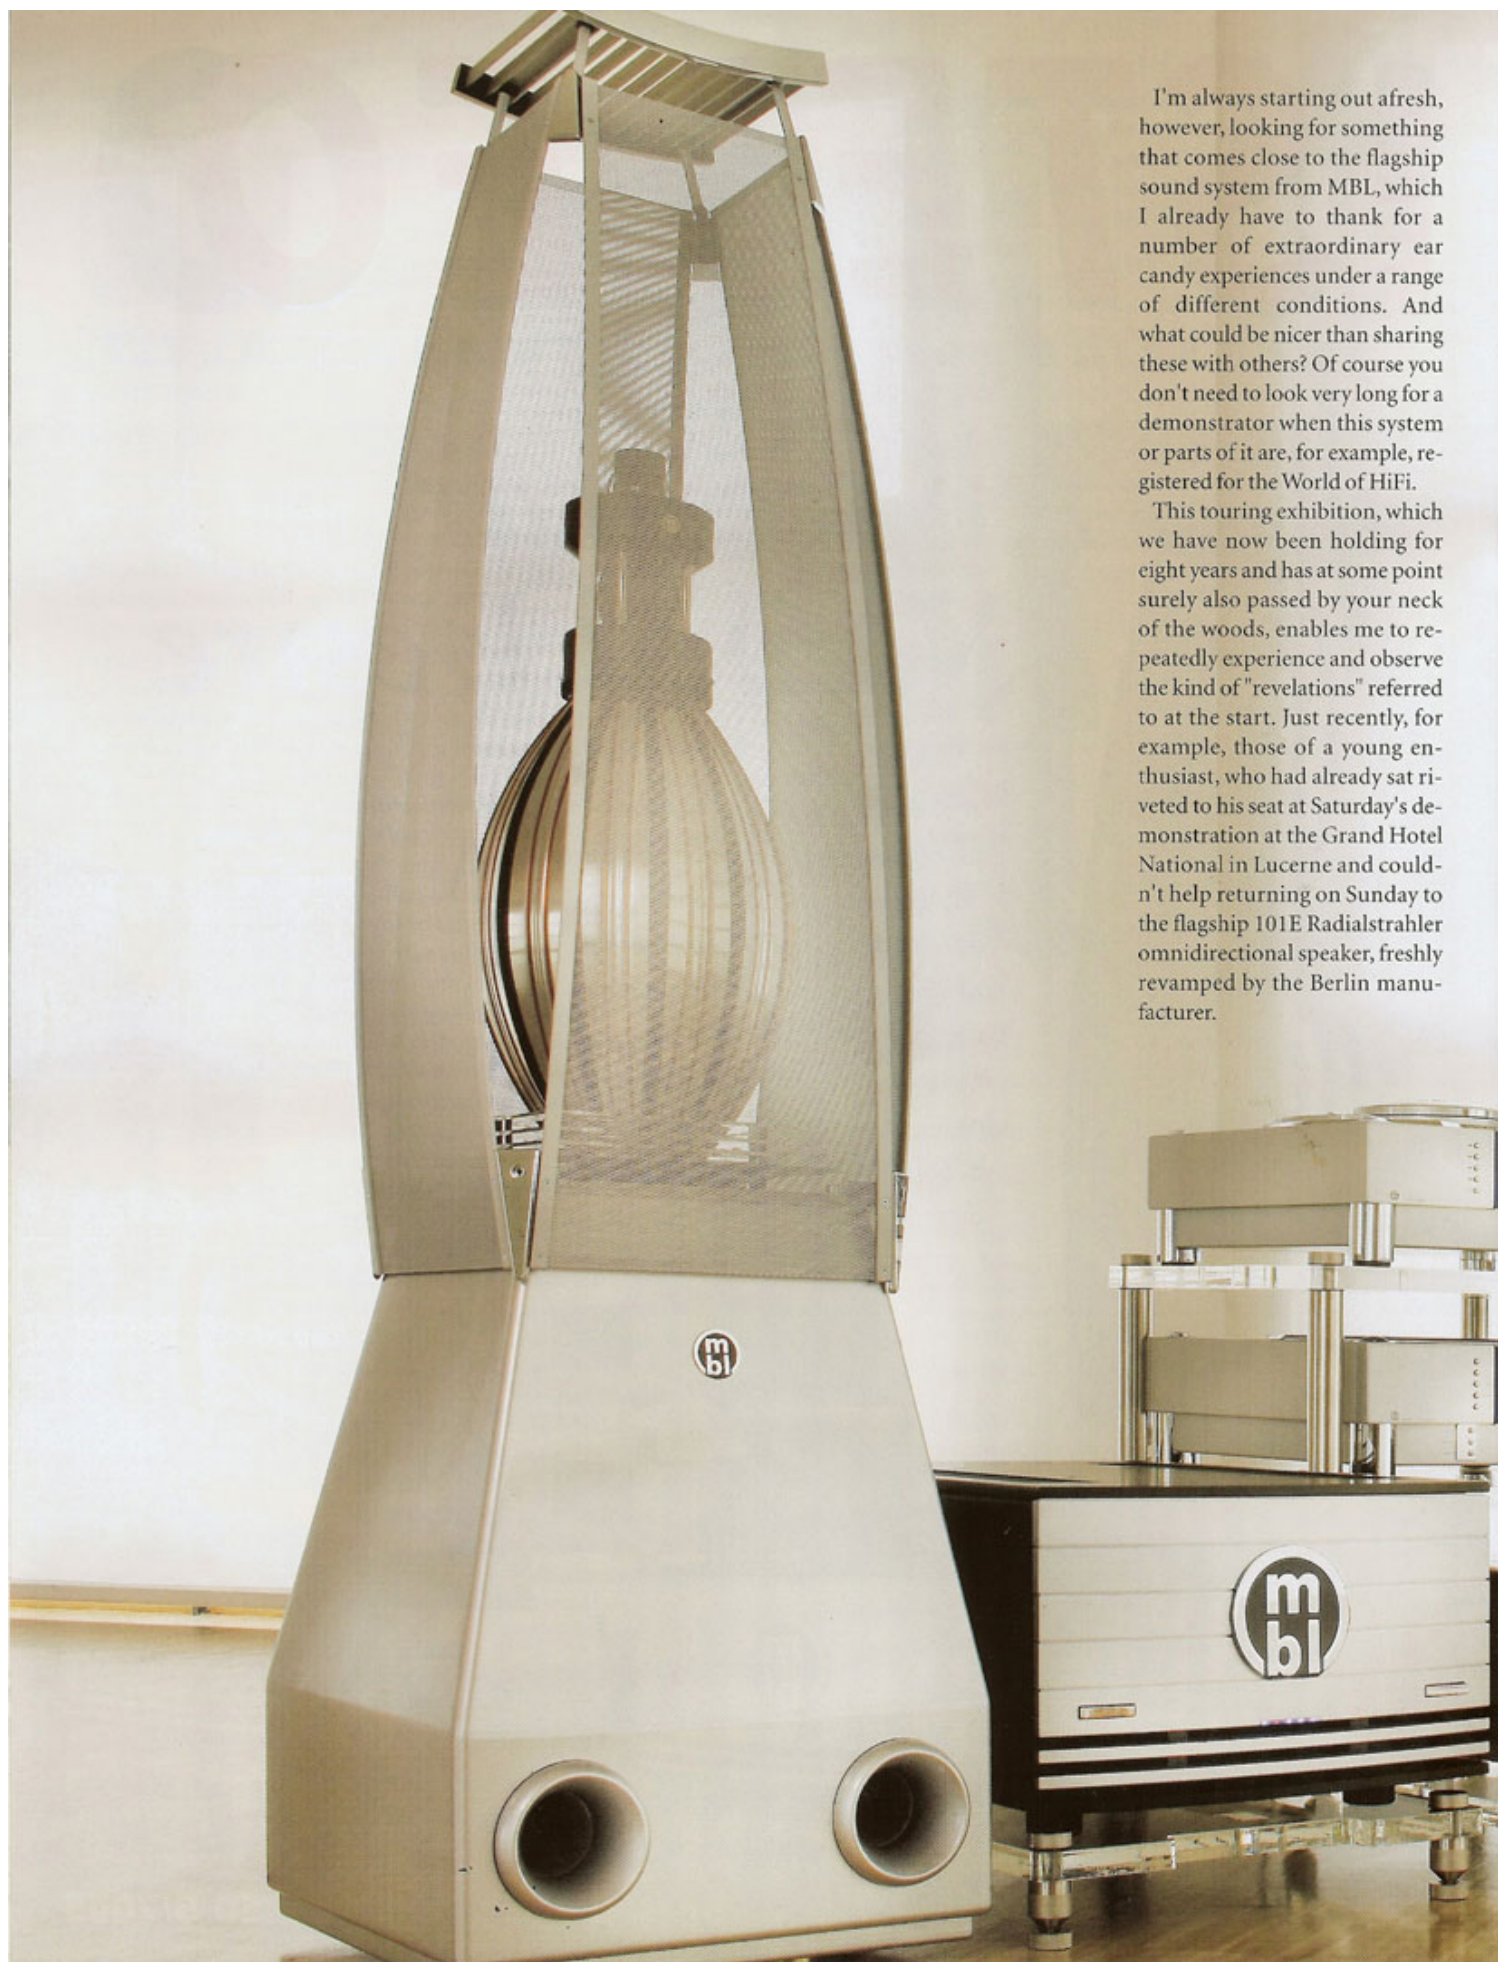 I'm always starting out afresh,
however, looking for something
that comes close to the flagship
sound system from MBL, which
I already have to thank for a
number of extraordinary ear
candy experiences under a range
of different conditions. And
what could be nicer than sharing
these with others? Of course you
don't need to look very long for a
demonstrator when this system
or parts of it are, for example, re-
gistered for the World of HiFi.
This touring exhibition, which
we have now been holding for
eight years and has at some point
surely also passed by your neck
of the woods, enables me to re-
peatedly experience and observe
the kind of "revelations" referred
to at the start. Just recently, for
example, those of a young en-
thusiast, who had already sat ri-
veted to his seat at Saturday's de-
monstration at the Grand Hotel
National in Lucerne and could-
n't help returning on Sunday to
the flagship 101E Radialstrahler
omnidirectional speaker, freshly
revamped by the Berlin manu-
facturer.
m
bl
m
bl